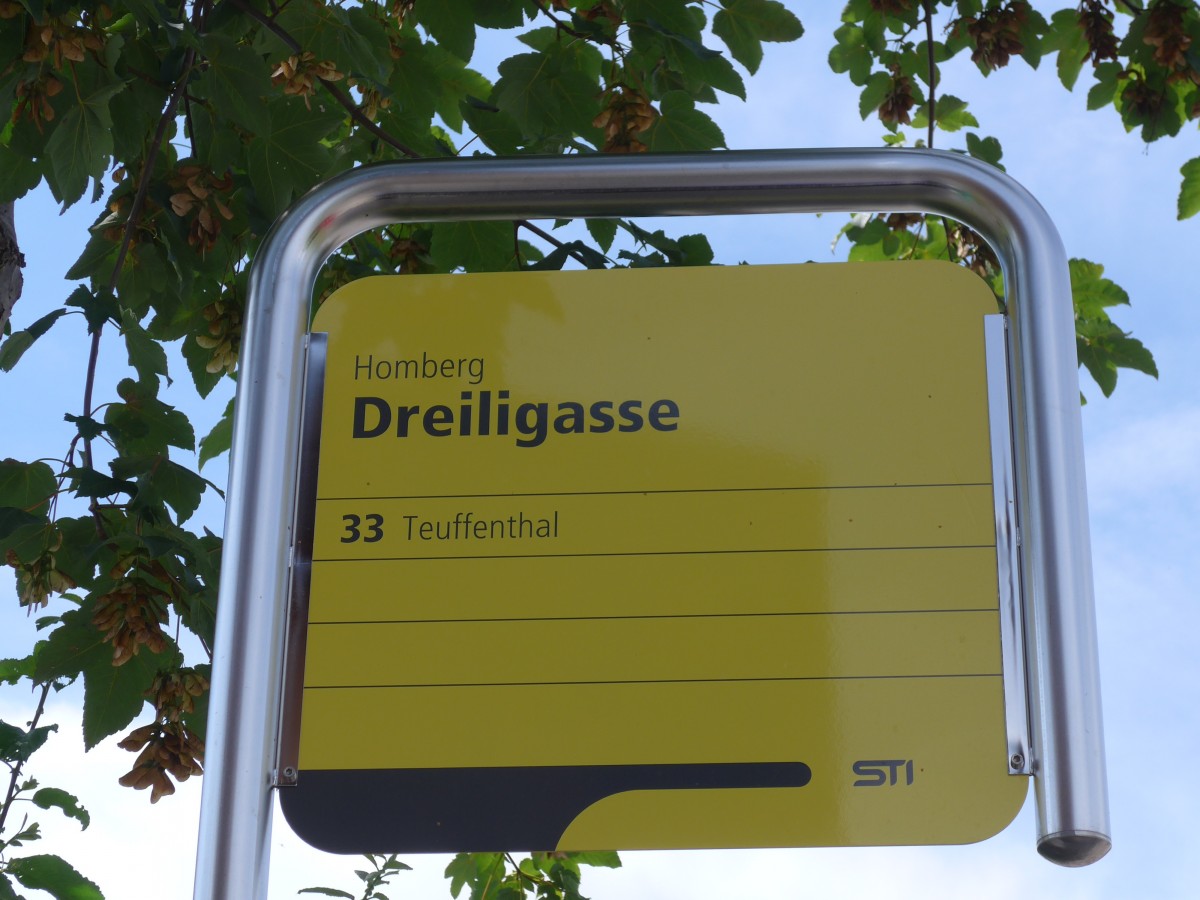 Homberg
Dreiligasse
33 Teuffenthal
STI